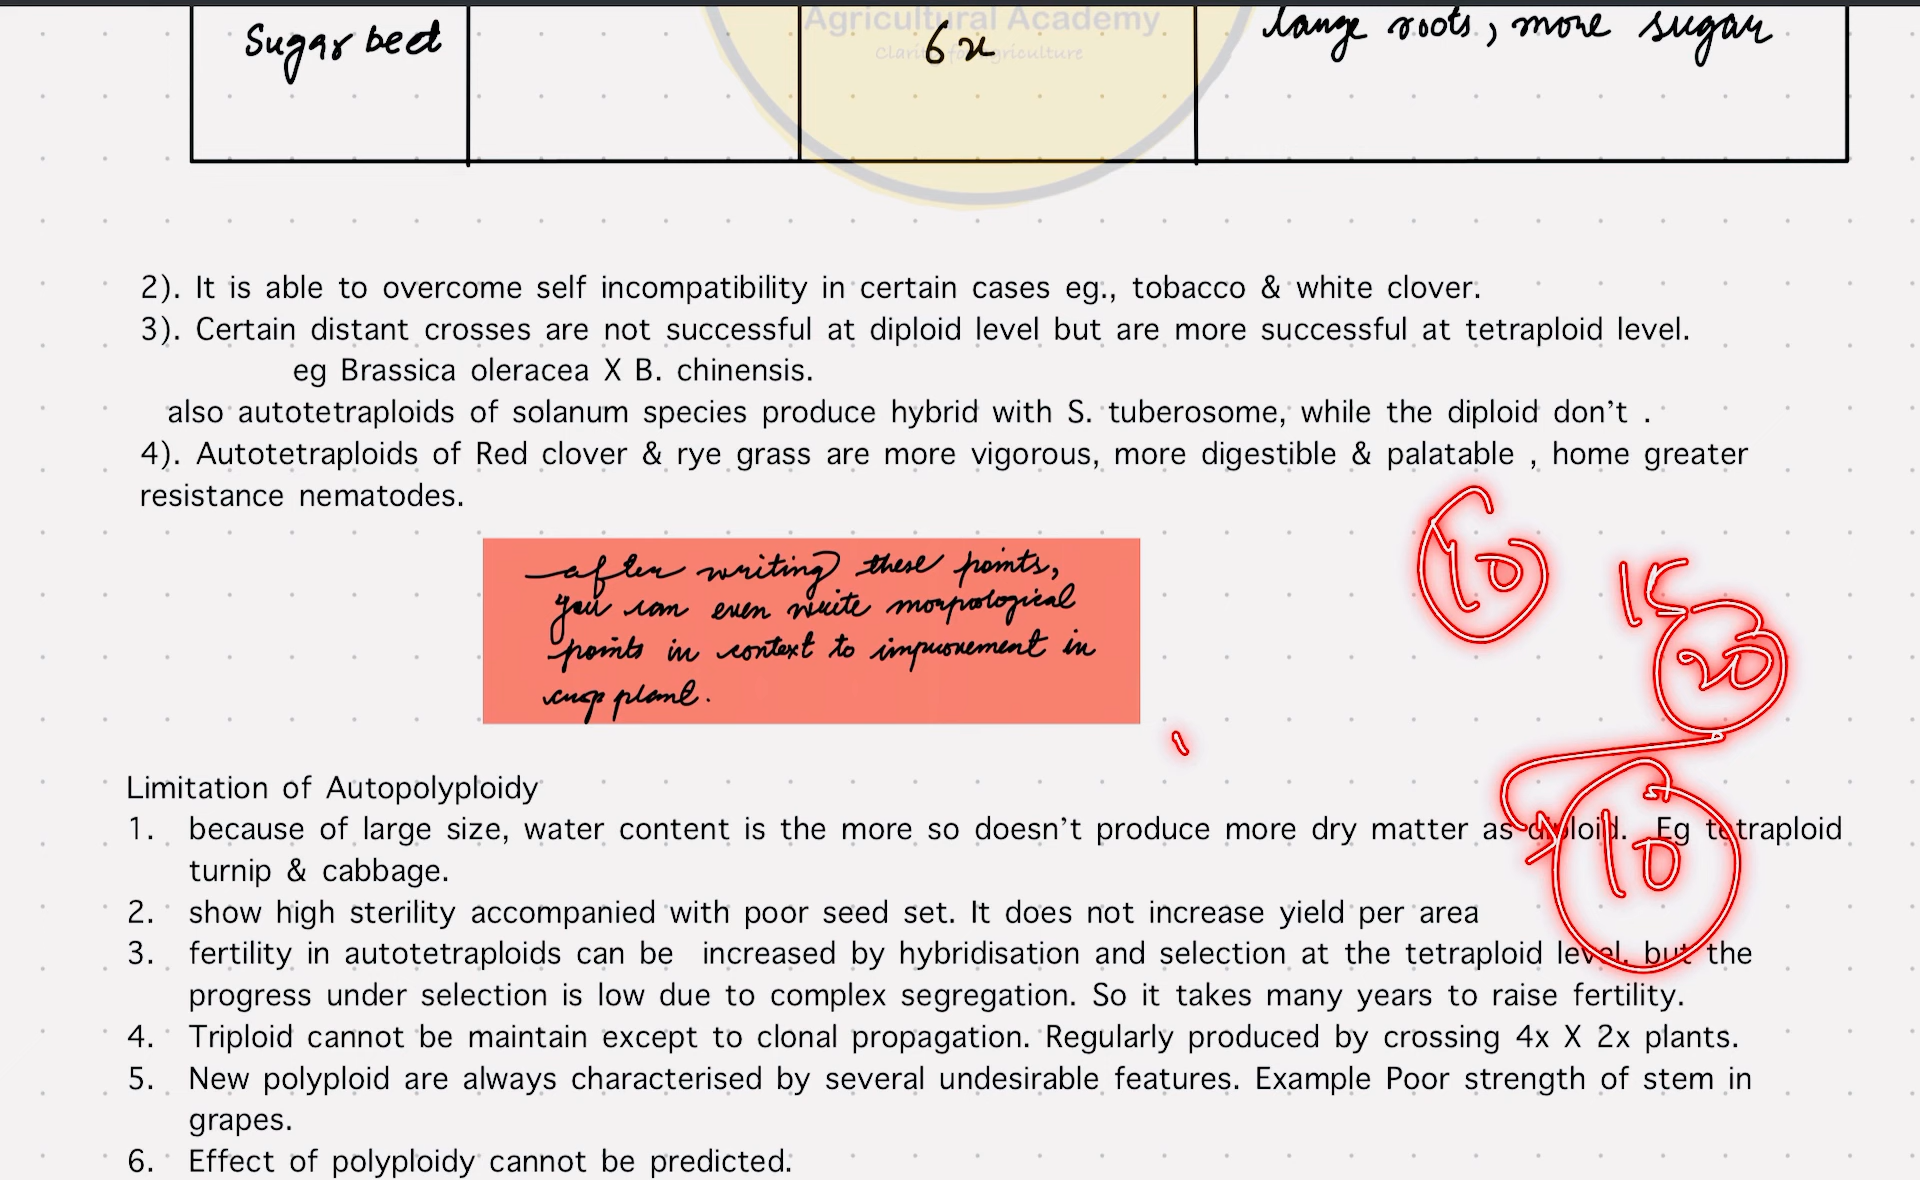 Agricultural Academy
Clarity for Agriculture
Sugar beet
6x
large roots, more sugar
2). It is able to overcome self incompatibility in certain cases eg., tobacco & white clover.
3). Certain distant crosses are not successful at diploid level but are more successful at tetraploid level.
eg Brassica oleracea X B. chinensis.
also autotetraploids of solanum species produce hybrid with S. tuberosome, while the diploid don't .
4). Autotetraploids of Red clover & rye grass are more vigorous, more digestible & palatable , home greater
resistance nematodes.
after writing these points,
you can even write morpological
points in context to improvement in
crop plant.
10
15
20
10
Limitation of Autopolyploidy
1. because of large size, water content is the more so doesn't produce more dry matter as diploid. Eg tetraploid
turnip & cabbage.
2. show high sterility accompanied with poor seed set. It does not increase yield per area
3. fertility in autotetraploids can be increased by hybridisation and selection at the tetraploid level, but the
progress under selection is low due to complex segregation. So it takes many years to raise fertility.
4. Triploid cannot be maintain except to clonal propagation. Regularly produced by crossing 4x X 2x plants.
5. New polyploid are always characterised by several undesirable features. Example Poor strength of stem in
grapes.
6. Effect of polyploidy cannot be predicted.